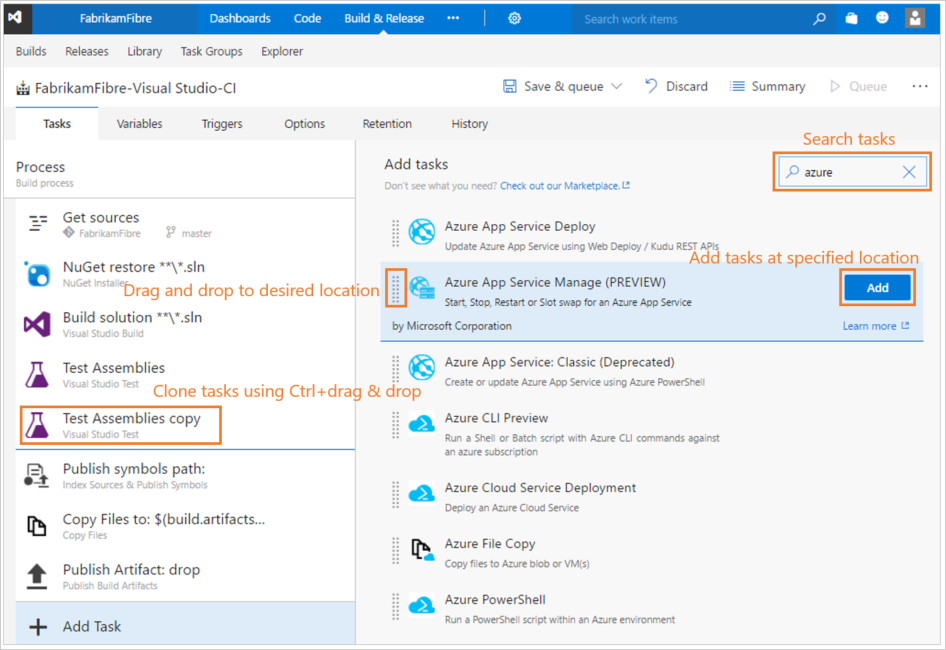 FabrikamFibre
Dashboards
Code
Build & Release
Search work items
Builds
Releases
Library
Task Groups
Explorer
FabrikamFibre-Visual Studio-CI
Save & queue
Discard
Summary
Queue
Tasks
Variables
Triggers
Options
Retention
History
Search tasks
Process
Build process
Add tasks
Don't see what you need? Check out our Marketplace.
azure
Get sources
FabrikamFibre
master
NuGet restore **\*.sln
NuGet Installer
Drag and drop to desired location
Build solution **\*.sln
Visual Studio Build
Test Assemblies
Visual Studio Test
Clone tasks using Ctrl+drag & drop
Test Assemblies copy
Visual Studio Test
Publish symbols path:
Index Sources & Publish Symbols
Copy Files to: $(build.artifacts...
Copy Files
Publish Artifact: drop
Publish Build Artifacts
Add Task
Azure App Service Deploy
Update Azure App Service using Web Deploy / Kudu REST APIs
Add tasks at specified location
Azure App Service Manage (PREVIEW)
Start, Stop, Restart or Slot swap for an Azure App Service
Add
by Microsoft Corporation
Learn more
Azure App Service: Classic (Deprecated)
Create or update Azure App Service using Azure PowerShell
Azure CLI Preview
Run a Shell or Batch script with Azure CLI commands against
an azure subscription
Azure Cloud Service Deployment
Deploy an Azure Cloud Service
Azure File Copy
Copy files to Azure blob or VM(s)
Azure PowerShell
Run a PowerShell script within an Azure environment